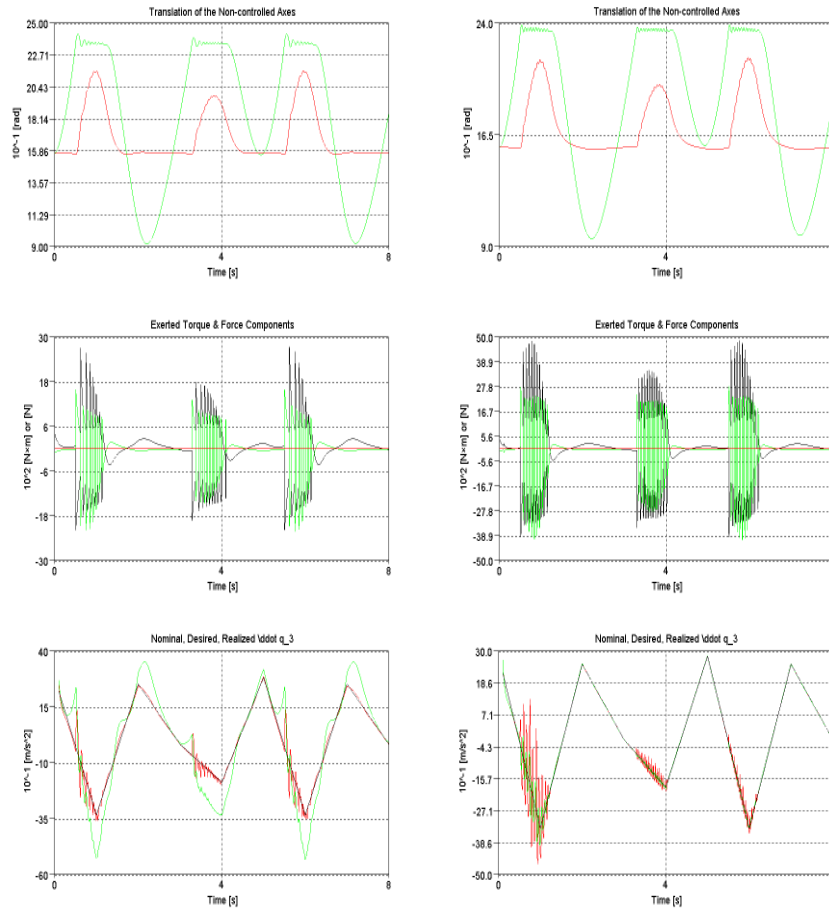 Translation of the Non-controlled Axes
25.00
22.71
20.43
18.14
15.86
13.57
11.29
9.00
10^-1 [rad]
0
4
8
Time [s]
Translation of the Non-controlled Axes
24.0
16.5
9.0
10^-1 [rad]
4
Time [s]
Exerted Torque & Force Components
30
18
6
-6
-18
-30
10^2 [N×m] or [N]
0
4
8
Time [s]
Exerted Torque & Force Components
50.0
38.9
27.8
16.7
5.6
-5.6
-16.7
-27.8
-38.9
-50.0
10^2 [N×m] or [N]
4
Time [s]
Nominal, Desired, Realized \ddot q_3
40
15
-10
-35
-60
10^-1 [m/s^2]
0
4
8
Time [s]
Nominal, Desired, Realized \ddot q_3
30.0
18.6
7.1
-4.3
-15.7
-27.1
-38.6
-50.0
10^-1 [m/s^2]
4
Time [s]